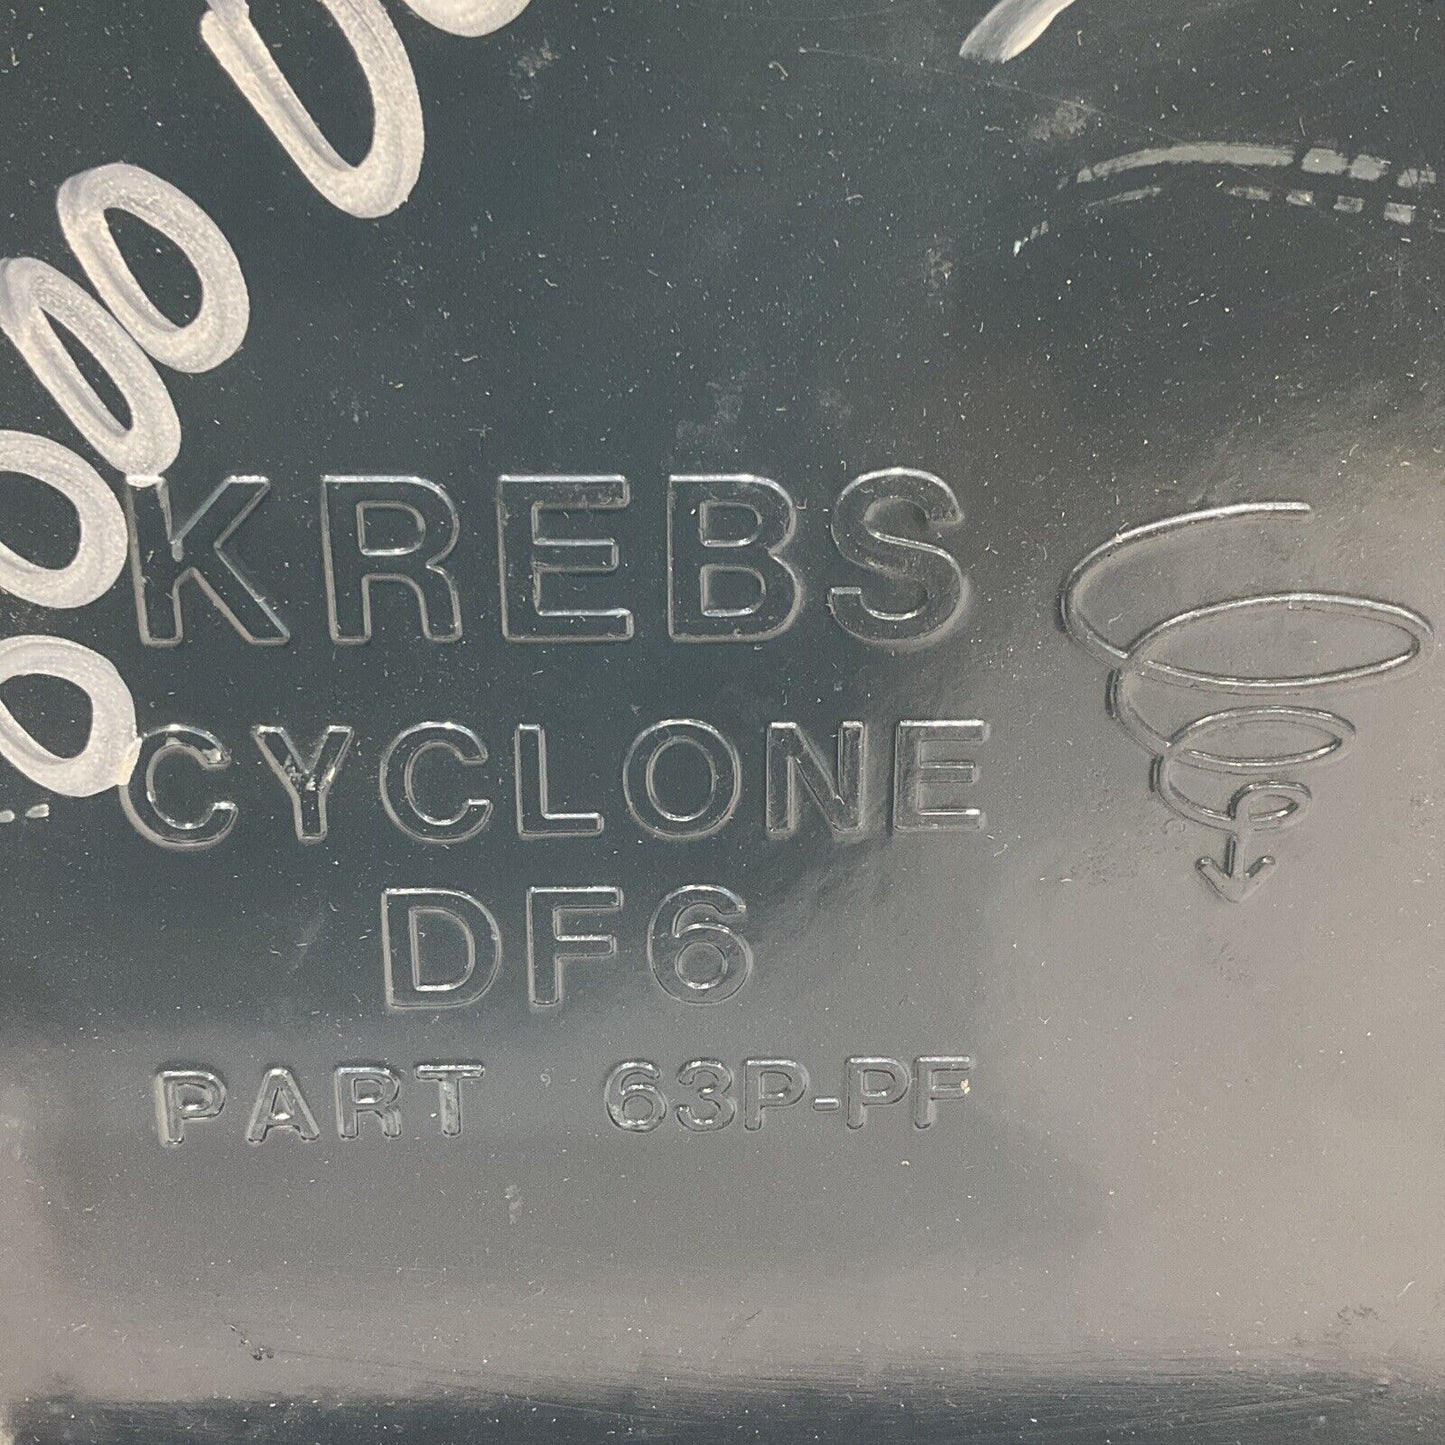 KREBS
CYCLONE
DF6
PART 63P-PF